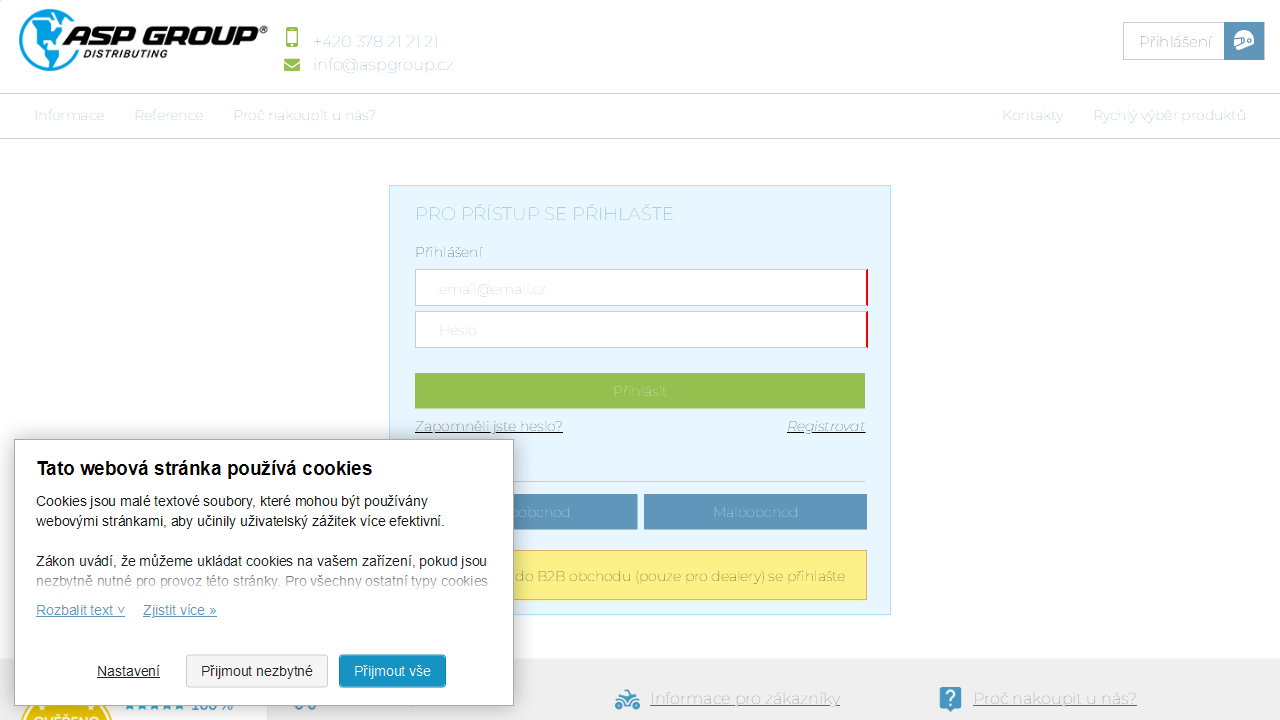 ASP GROUP®
DISTRIBUTING
+420 378 21 21 21
info@aspgroup.cz
Přihlášení
Informace
Reference
Proč nakoupit u nás?
Kontakty
Rychlý výběr produktů
PRO PŘÍSTUP SE PŘIHLAŠTE
Přihlášení
email@email.cz
Heslo
Přihlásit
Zapomněli jste heslo?
Registrovat
obchod
Maloobchod
do B2B obchodu (pouze pro dealery) se přihlašte
Tato webová stránka používá cookies
Cookies jsou malé textové soubory, které mohou být používány
webovými stránkami, aby učinily uživatelský zážitek více efektivní.
Zákon uvádí, že můžeme ukládat cookies na vašem zařízení, pokud jsou
nezbytně nutné pro provoz této stránky. Pro všechny ostatní typy cookies
Rozbalit text ˅
Zjistit více »
Nastavení
Přijmout nezbytné
Přijmout vše
OVĚŘENO
100 %
Informace pro zákazníky
Proč nakoupit u nás?